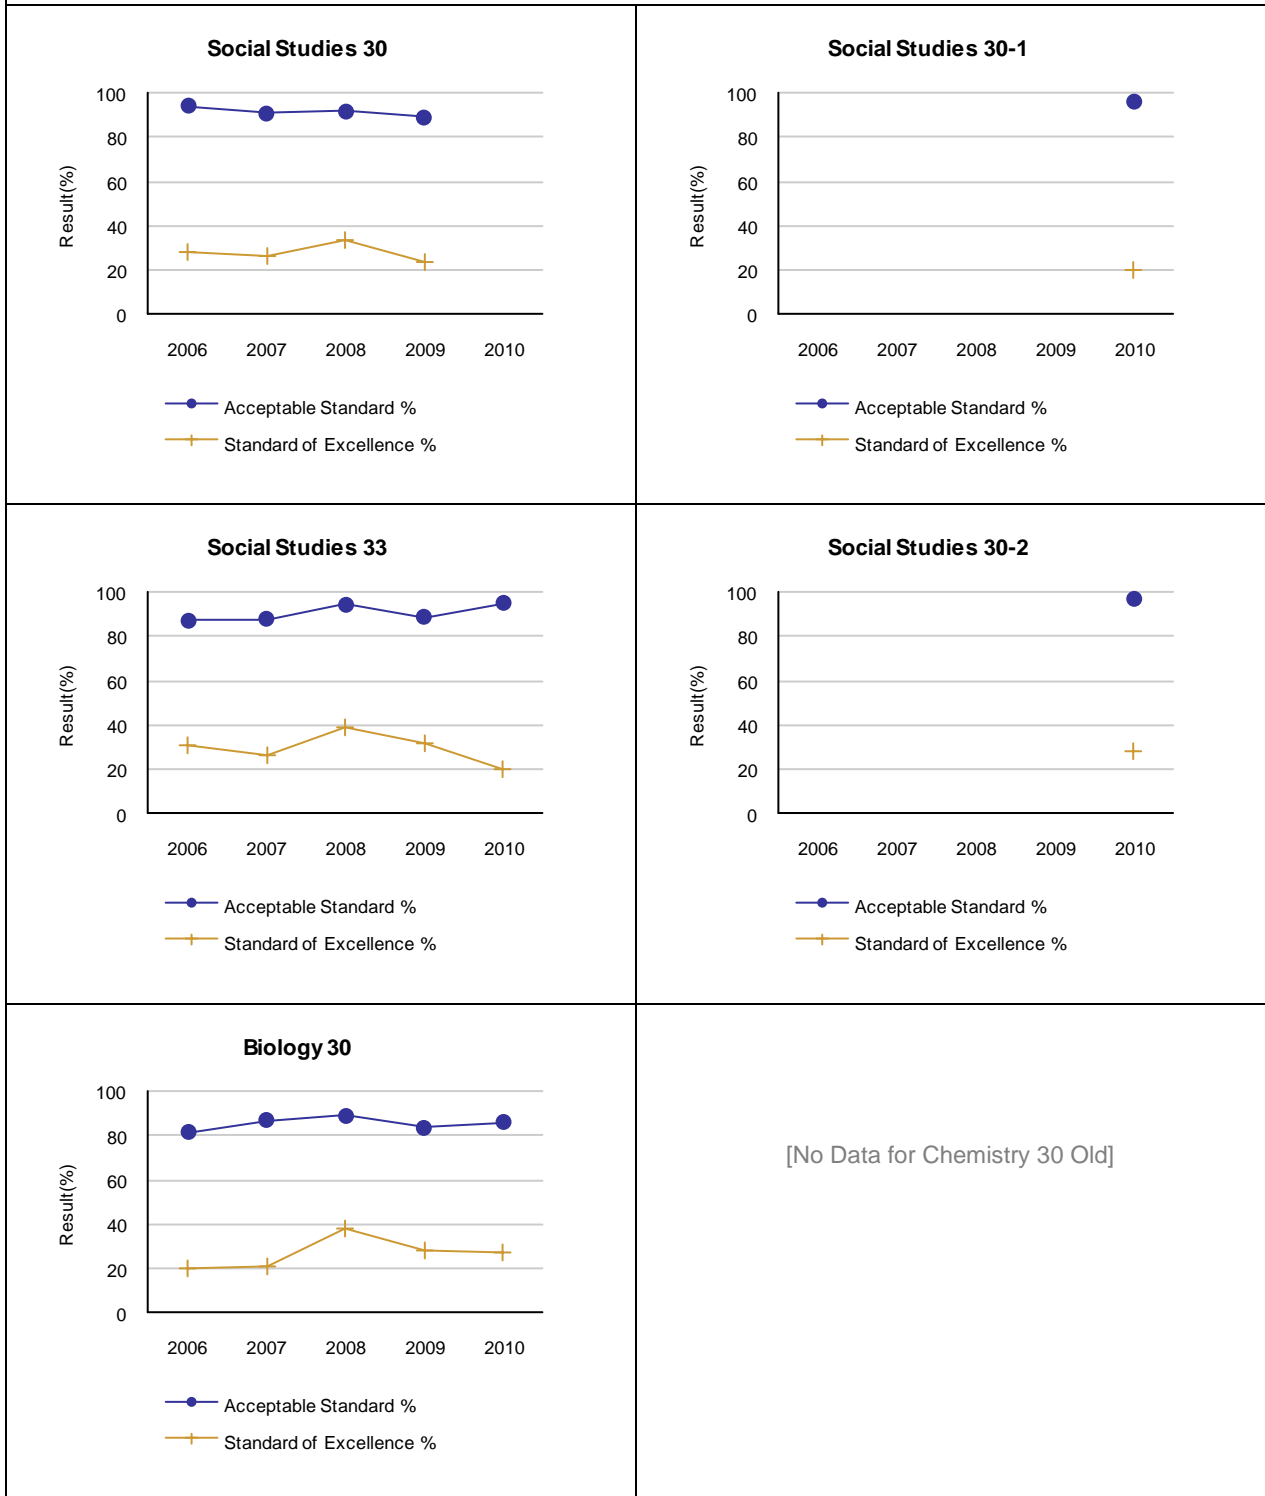 Social Studies 30
100
80
60
40
20
0
Result(%)
2006 2007 2008 2009 2010
Acceptable Standard %
Standard of Excellence %
Social Studies 30-1
100
80
60
40
20
0
Result(%)
2006 2007 2008 2009 2010
Acceptable Standard %
Standard of Excellence %
Social Studies 33
100
80
60
40
20
0
Result(%)
2006 2007 2008 2009 2010
Acceptable Standard %
Standard of Excellence %
Social Studies 30-2
100
80
60
40
20
0
Result(%)
2006 2007 2008 2009 2010
Acceptable Standard %
Standard of Excellence %
Biology 30
100
80
60
40
20
0
Result(%)
2006 2007 2008 2009 2010
Acceptable Standard %
Standard of Excellence %
[No Data for Chemistry 30 Old]